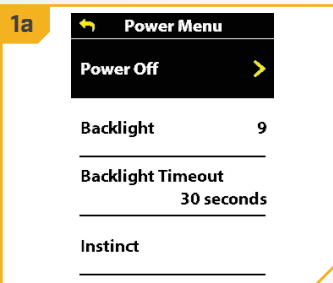 1a
Power Menu
Power Off
Backlight 9
Backlight Timeout
30 seconds
Instinct